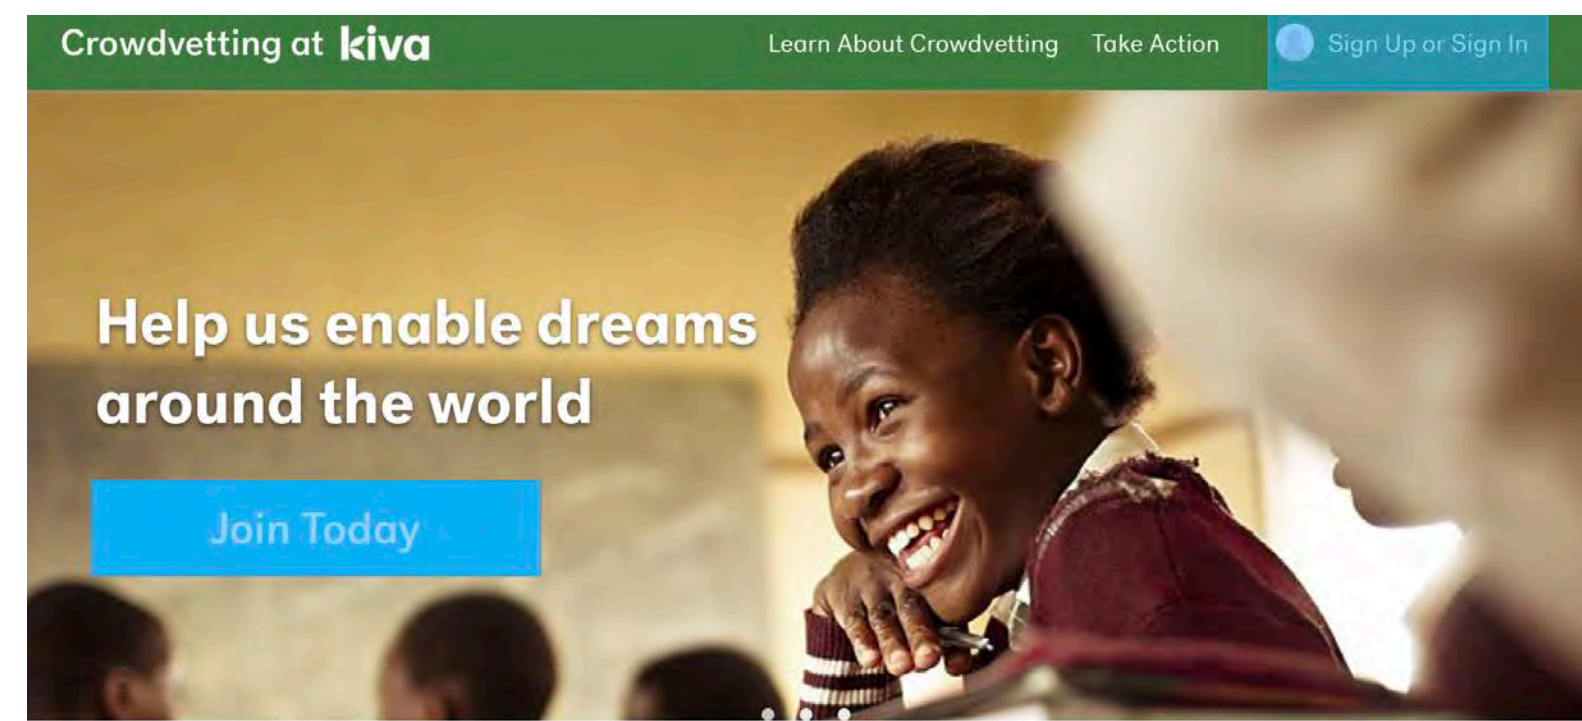 Crowdvetting at kiva
Learn About Crowdvetting
Take Action
Sign Up or Sign In
Help us enable dreams
around the world
Join Today